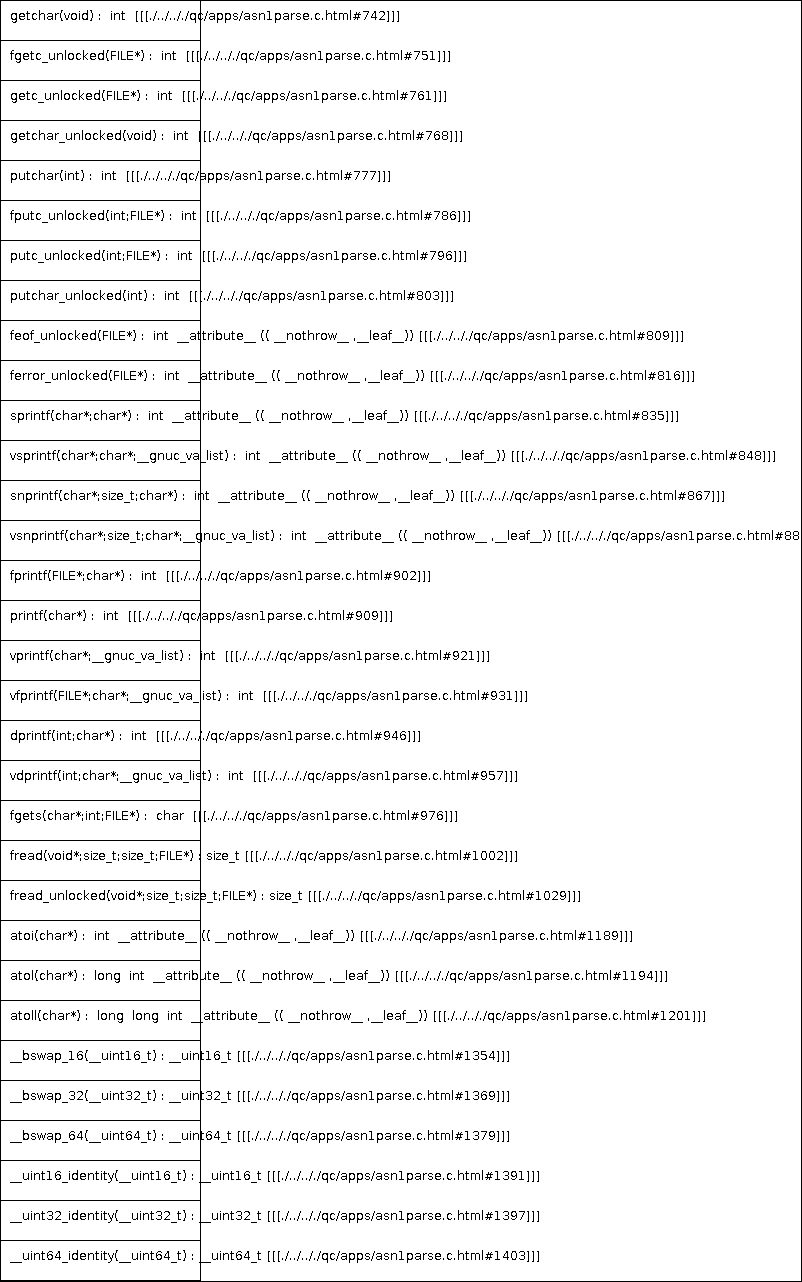 getchar(void) :  int  [[[./../../qc/apps/asn1parse.c.html#742]]]
fgetc_unlocked(FILE*) :  int  [[[./../../qc/apps/asn1parse.c.html#751]]]
getc_unlocked(FILE*) :  int  [[[./../../qc/apps/asn1parse.c.html#761]]]
getchar_unlocked(void) :  int  [[[./../../qc/apps/asn1parse.c.html#768]]]
putchar(int) :  int  [[[./../../qc/apps/asn1parse.c.html#777]]]
fputc_unlocked(int;FILE*) :  int  [[[./../../qc/apps/asn1parse.c.html#786]]]
putc_unlocked(int;FILE*) :  int  [[[./../../qc/apps/asn1parse.c.html#796]]]
putchar_unlocked(int) :  int  [[[./../../qc/apps/asn1parse.c.html#803]]]
feof_unlocked(FILE*) :  int  __attribute__ (( __nothrow__ ,__leaf__)) [[[./../../qc/apps/asn1parse.c.html#809]]]
ferror_unlocked(FILE*) :  int  __attribute__ (( __nothrow__ ,__leaf__)) [[[./../../qc/apps/asn1parse.c.html#816]]]
sprintf(char*;char*) :  int  __attribute__ (( __nothrow__ ,__leaf__)) [[[./../../qc/apps/asn1parse.c.html#835]]]
vsprintf(char*;char*;__gnuc_va_list) :  int  __attribute__ (( __nothrow__ ,__leaf__)) [[[./../../qc/apps/asn1parse.c.html#848]]]
snprintf(char*;size_t;char*) :  int  __attribute__ (( __nothrow__ ,__leaf__)) [[[./../../qc/apps/asn1parse.c.html#867]]]
vsnprintf(char*;size_t;char*;__gnuc_va_list) :  int  __attribute__ (( __nothrow__ ,__leaf__)) [[[./../../qc/apps/asn1parse.c.html#88
fprintf(FILE*;char*) :  int  [[[./../../qc/apps/asn1parse.c.html#902]]]
printf(char*) :  int  [[[./../../qc/apps/asn1parse.c.html#909]]]
vprintf(char*;__gnuc_va_list) :  int  [[[./../../qc/apps/asn1parse.c.html#921]]]
vfprintf(FILE*;char*;__gnuc_va_list) :  int  [[[./../../qc/apps/asn1parse.c.html#931]]]
dprintf(int;char*) :  int  [[[./../../qc/apps/asn1parse.c.html#946]]]
vdprintf(int;char*;__gnuc_va_list) :  int  [[[./../../qc/apps/asn1parse.c.html#957]]]
fgets(char*;int;FILE*) :  char  [[[./../../qc/apps/asn1parse.c.html#976]]]
fread(void*;size_t;size_t;FILE*) : size_t [[[./../../qc/apps/asn1parse.c.html#1002]]]
fread_unlocked(void*;size_t;size_t;FILE*) : size_t [[[./../../qc/apps/asn1parse.c.html#1029]]]
atoi(char*) :  int  __attribute__ (( __nothrow__ ,__leaf__)) [[[./../../qc/apps/asn1parse.c.html#1189]]]
atol(char*) :  long  int  __attribute__ (( __nothrow__ ,__leaf__)) [[[./../../qc/apps/asn1parse.c.html#1194]]]
atoll(char*) :  long  long  int  __attribute__ (( __nothrow__ ,__leaf__)) [[[./../../qc/apps/asn1parse.c.html#1201]]]
__bswap_16(__uint16_t) : __uint16_t [[[./../../qc/apps/asn1parse.c.html#1354]]]
__bswap_32(__uint32_t) : __uint32_t [[[./../../qc/apps/asn1parse.c.html#1369]]]
__bswap_64(__uint64_t) : __uint64_t [[[./../../qc/apps/asn1parse.c.html#1379]]]
__uint16_identity(__uint16_t) : __uint16_t [[[./../../qc/apps/asn1parse.c.html#1391]]]
__uint32_identity(__uint32_t) : __uint32_t [[[./../../qc/apps/asn1parse.c.html#1397]]]
__uint64_identity(__uint64_t) : __uint64_t [[[./../../qc/apps/asn1parse.c.html#1403]]]